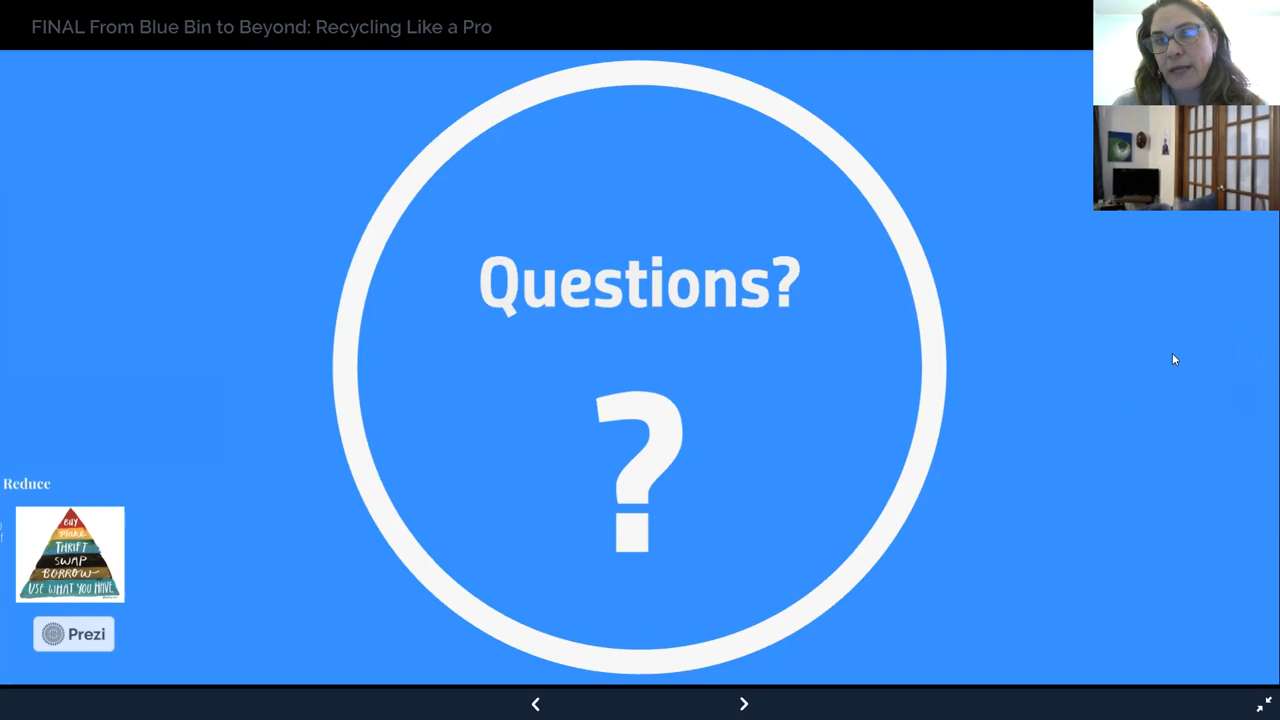 FINAL From Blue Bin to Beyond: Recycling Like a Pro
Questions?
?
Reduce
BUY
MAKE
THRIFT
SWAP
BORROW
USE WHAT YOU HAVE
Prezi